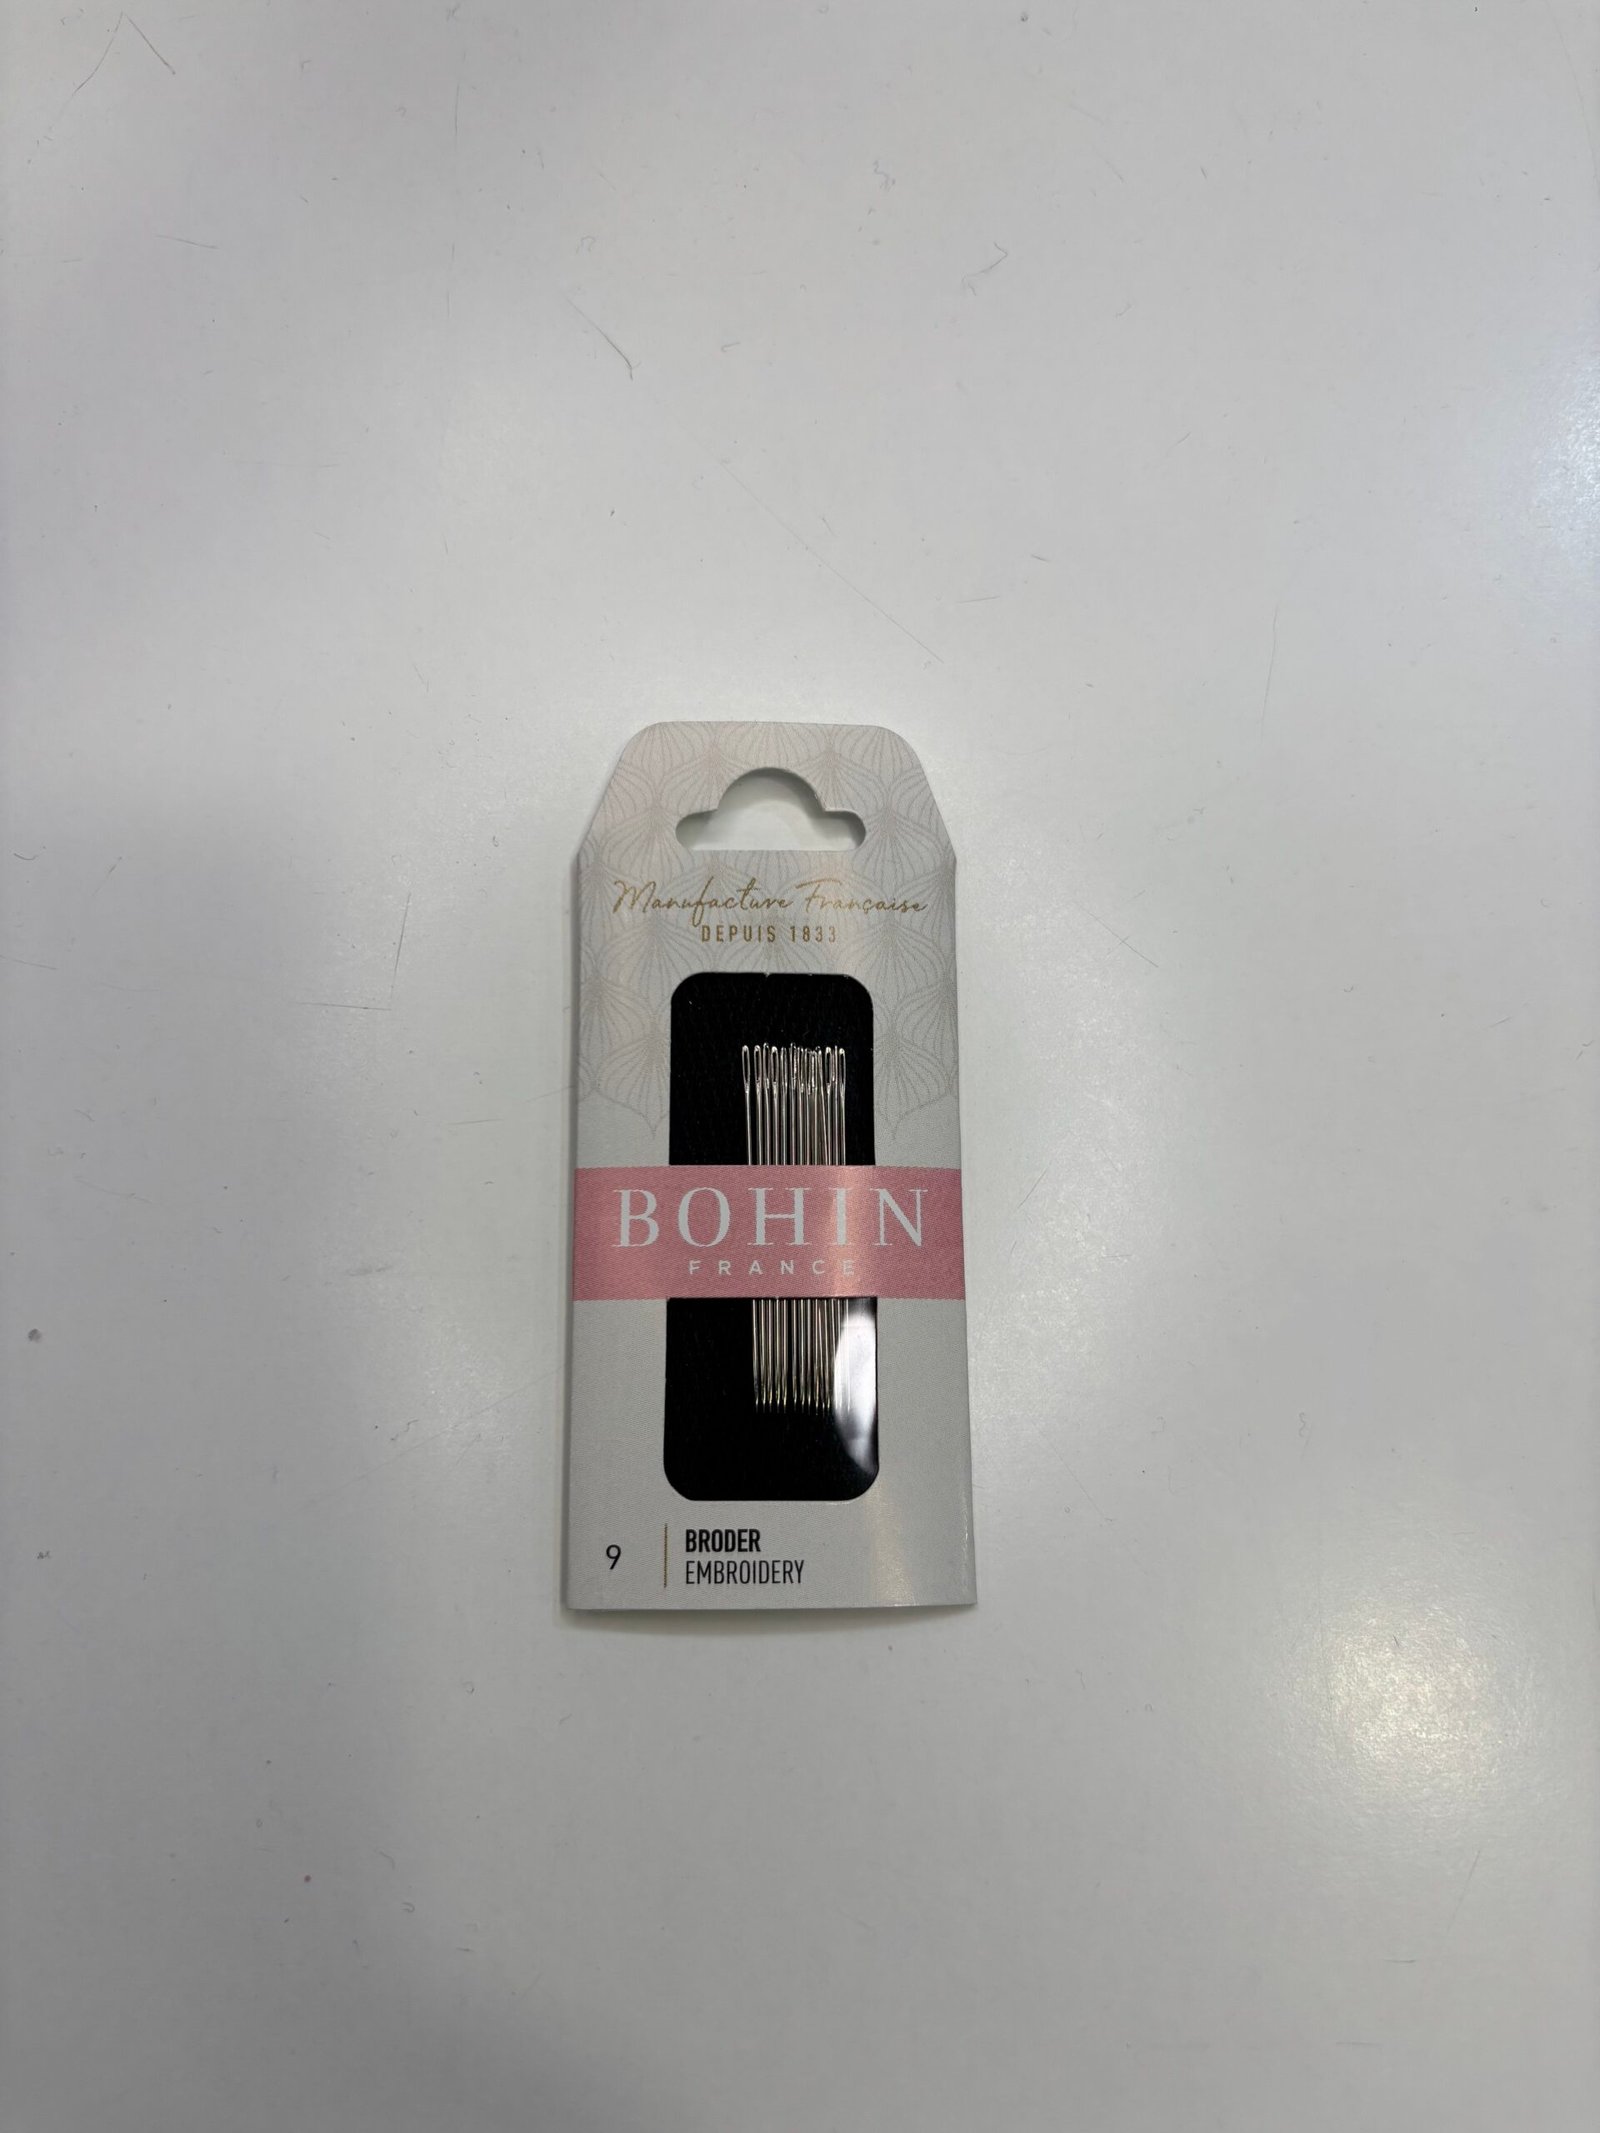 Manufacture Française
DEPUIS 1833
BOHIN
FRANCE
9
BRODER
EMBROIDERY